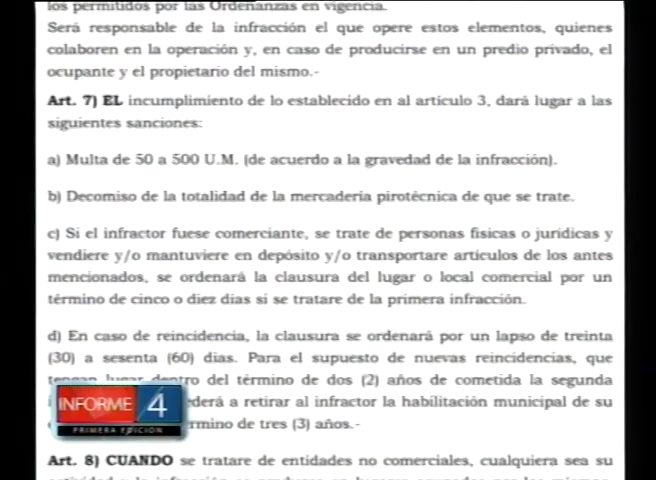 los permitidos por las Ordenanzas en vigencia.
Será responsable de la infracción el que opere estos elementos, quienes
colaboren en la operación y, en caso de producirse en un predio privado, el
ocupante y el propietario del mismo.-
Art. 7) EL incumplimiento de lo establecido en al artículo 3, dará lugar a las
siguientes sanciones:
a) Multa de 50 a 500 U.M. (de acuerdo a la gravedad de la infracción).
b) Decomiso de la totalidad de la mercadería pirotécnica de que se trate.
c) Si el infractor fuese comerciante, se trate de personas físicas o jurídicas y
vendiere y/o mantuviere en depósito y/o transportare artículos de los antes
mencionados, se ordenará la clausura del lugar o local comercial por un
término de cinco o diez días si se tratare de la primera infracción.
d) En caso de reincidencia, la clausura se ordenará por un lapso de treinta
(30) a sesenta (60) días. Para el supuesto de nuevas reincidencias, que
tengan lugar dentro del término de dos (2) años de cometida la segunda
ederá a retirar al infractor la habilitación municipal de su
rmino de tres (3) años.-
INFORME 4
PRIMERA EDICION
Art. 8) CUANDO se tratare de entidades no comerciales, cualquiera sea su